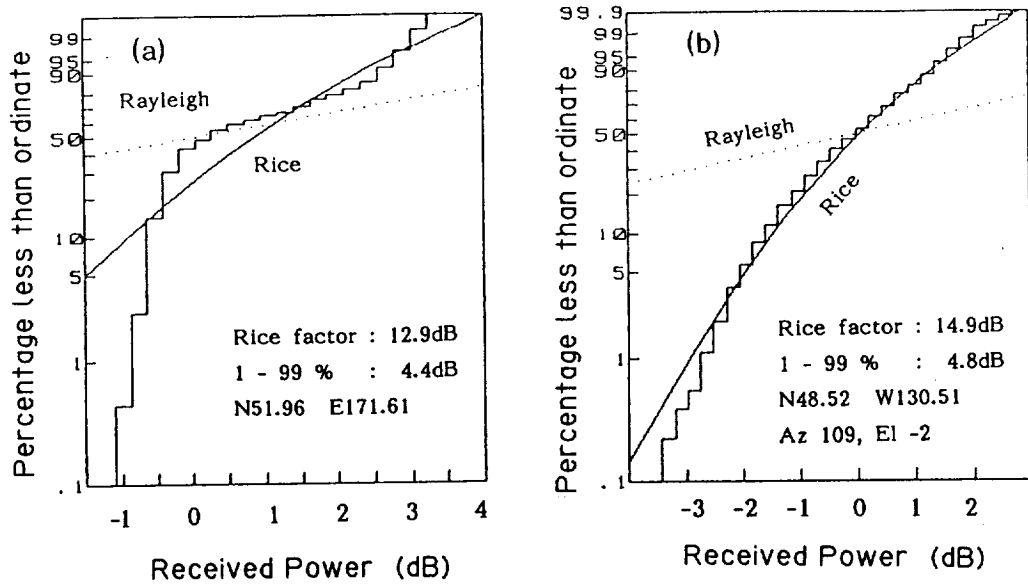 (a)
Percentage less than ordinate
99
95
90
50
10
5
1
.1
Rayleigh
Rice
Rice factor : 12.9dB
1 - 99 % : 4.4dB
N51.96 E171.61
-1 0 1 2 3 4
Received Power (dB)
(b)
Percentage less than ordinate
99.9
99
95
90
50
10
5
1
.1
Rayleigh
Rice
Rice factor : 14.9dB
1 - 99 % : 4.8dB
N48.52 W130.51
Az 109, El -2
-3 -2 -1 0 1 2
Received Power (dB)